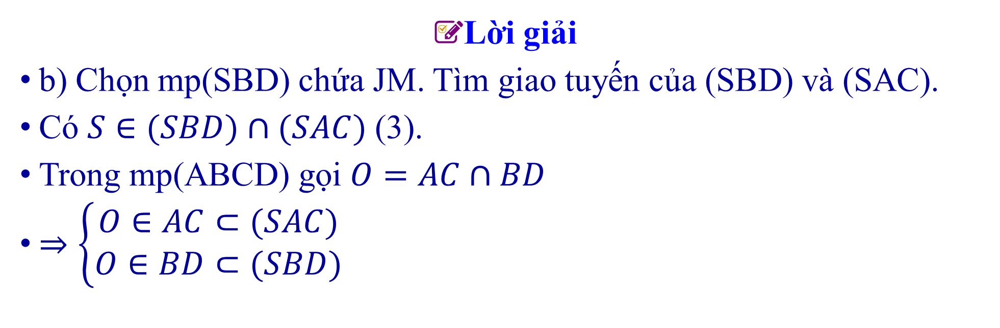 Lời giải
• b) Chọn mp(SBD) chứa JM. Tìm giao tuyến của (SBD) và (SAC).
• Có S ∈ (SBD) ∩ (SAC) (3).
• Trong mp(ABCD) gọi O = AC ∩ BD
• ⇒ { O ∈ AC ⊂ (SAC)
O ∈ BD ⊂ (SBD)